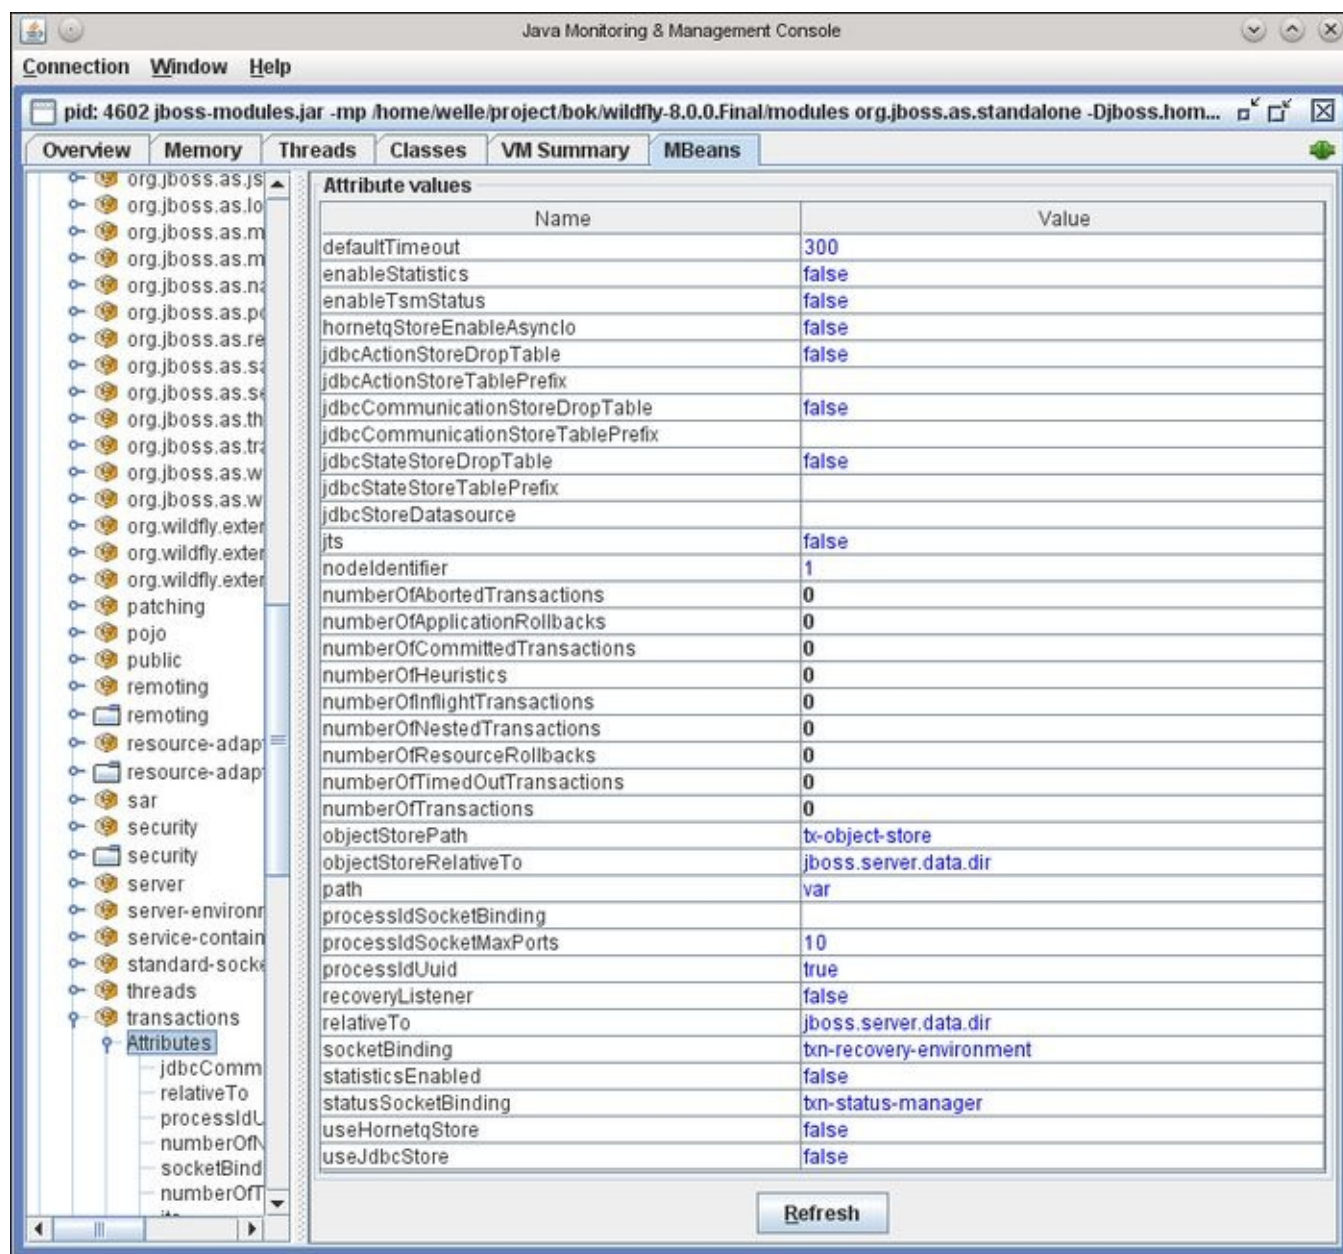 Java Monitoring & Management Console
Connection Window Help
pid: 4602 jboss-modules.jar -mp /home/welle/project/bok/wildfly-8.0.0.Final/modules org.jboss.as.standalone -Djboss.hom...
Overview Memory Threads Classes VM Summary MBeans
org.jboss.as.js
org.jboss.as.lo
org.jboss.as.m
org.jboss.as.m
org.jboss.as.na
org.jboss.as.po
org.jboss.as.re
org.jboss.as.sa
org.jboss.as.se
org.jboss.as.th
org.jboss.as.tra
org.jboss.as.w
org.jboss.as.w
org.wildfly.exter
org.wildfly.exter
org.wildfly.exter
patching
pojo
public
remoting
remoting
resource-adap
resource-adap
sar
security
security
server
server-environ
service-contain
standard-socke
threads
transactions
Attributes
jdbcComm
relativeTo
processIdU
numberOfN
socketBind
numberOfT
Attribute values
Name Value
defaultTimeout 300
enableStatistics false
enableTsmStatus false
hornetqStoreEnableAsyncIo false
jdbcActionStoreDropTable false
jdbcActionStoreTablePrefix
jdbcCommunicationStoreDropTable false
jdbcCommunicationStoreTablePrefix
jdbcStateStoreDropTable false
jdbcStateStoreTablePrefix
jdbcStoreDatasource
jts false
nodeIdentifier 1
numberOfAbortedTransactions 0
numberOfApplicationRollbacks 0
numberOfCommittedTransactions 0
numberOfHeuristics 0
numberOfInflightTransactions 0
numberOfNestedTransactions 0
numberOfResourceRollbacks 0
numberOfTimedOutTransactions 0
numberOfTransactions 0
objectStorePath tx-object-store
objectStoreRelativeTo jboss.server.data.dir
path var
processIdSocketBinding
processIdSocketMaxPorts 10
processIdUuid true
recoveryListener false
relativeTo jboss.server.data.dir
socketBinding txn-recovery-environment
statisticsEnabled false
statusSocketBinding txn-status-manager
useHornetqStore false
useJdbcStore false
Refresh